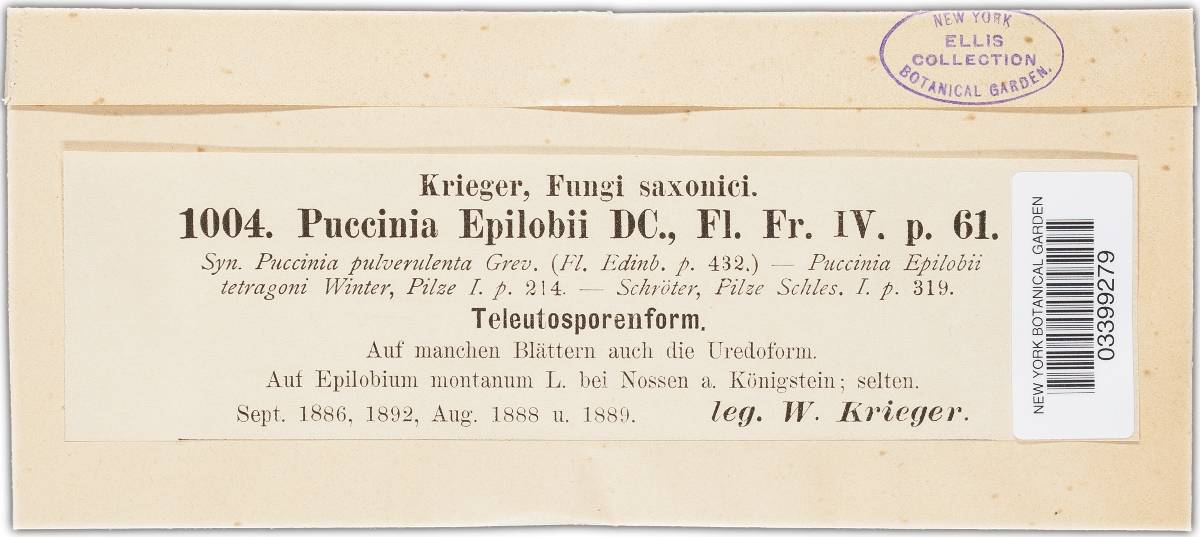 NEW YORK
ELLIS
COLLECTION
BOTANICAL GARDEN.
Krieger, Fungi saxonici.
1004. Puccinia Epilobii DC., Fl. Fr. IV. p. 61.
Syn. Puccinia pulverulenta Grev. (Fl. Edinb. p. 432.) — Puccinia Epilobii
tetragoni Winter, Pilze I. p. 214. — Schröter, Pilze Schles. I. p. 319.
Teleutosporenform.
Auf manchen Blättern auch die Uredoform.
Auf Epilobium montanum L. bei Nossen a. Königstein; selten.
Sept. 1886, 1892, Aug. 1888 u. 1889. leg. W. Krieger.
NEW YORK BOTANICAL GARDEN
03399279